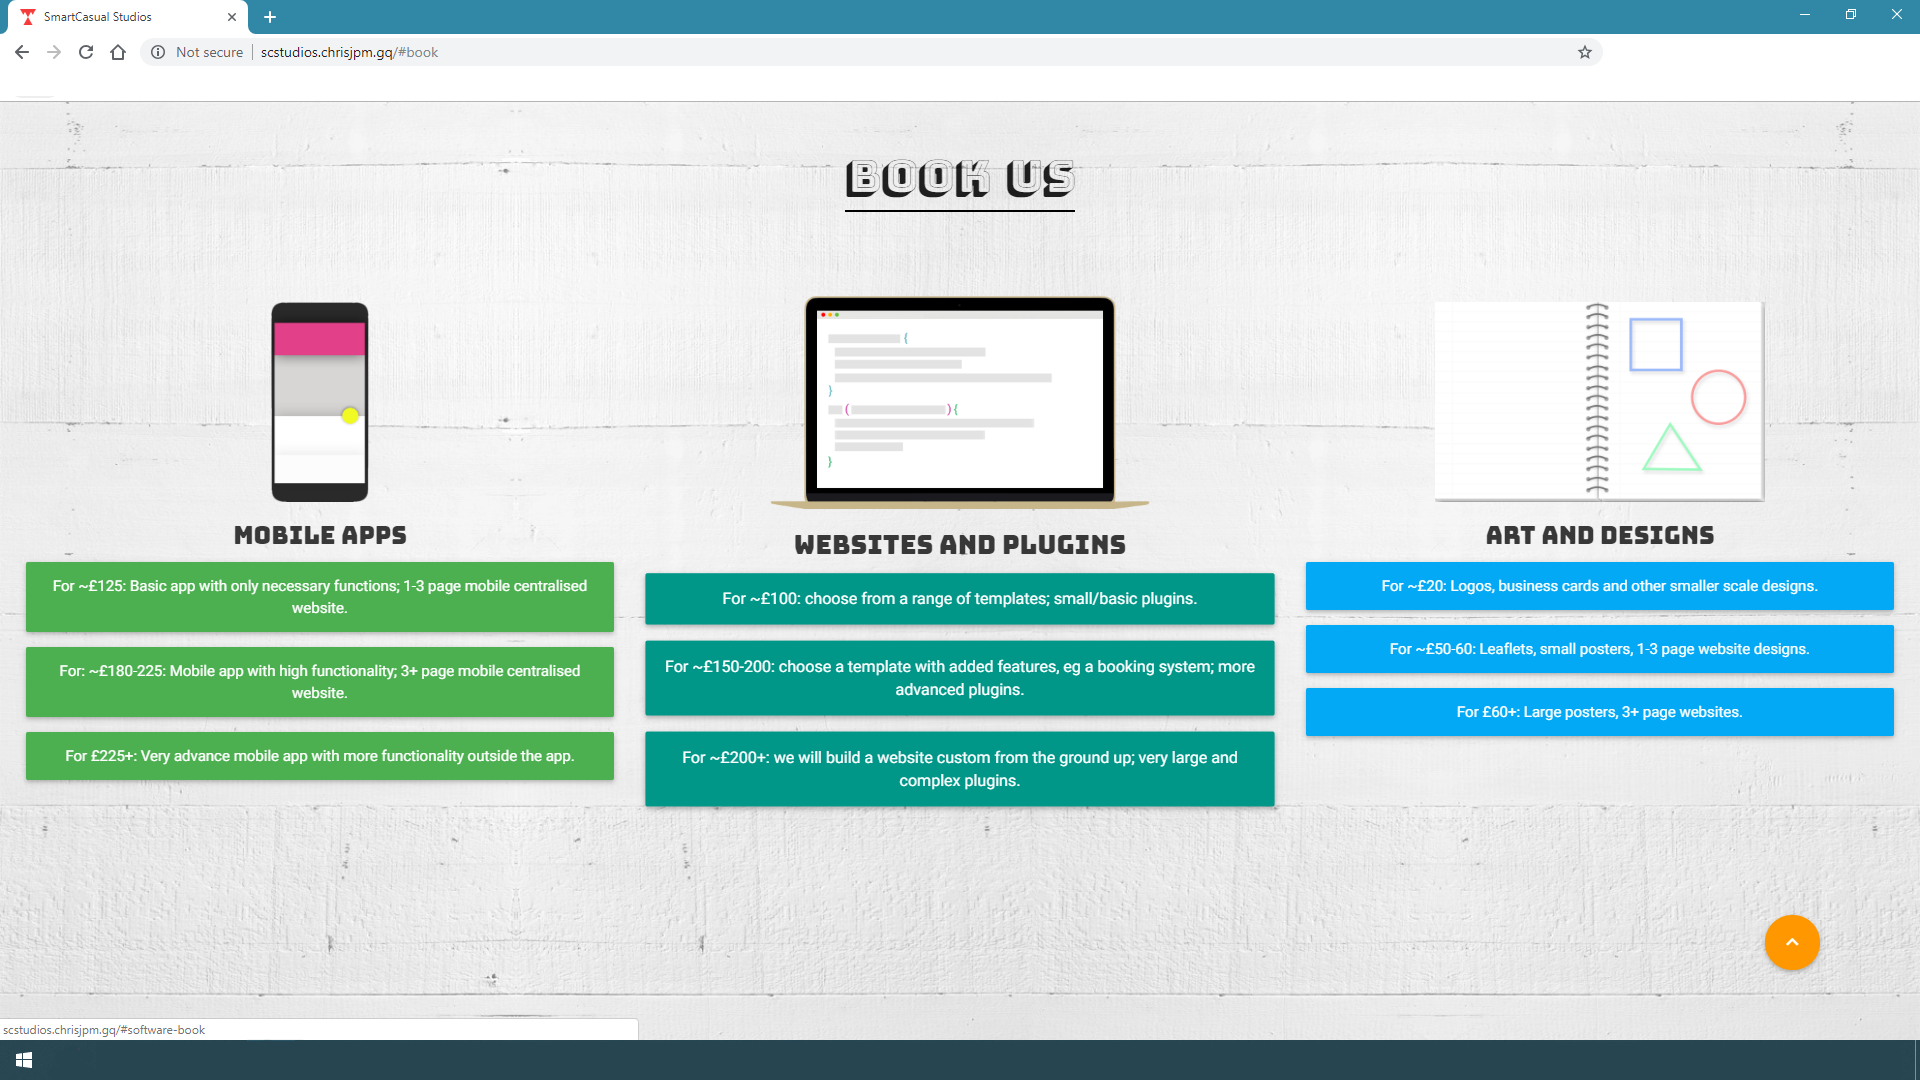 SmartCasual Studios
Not secure
scstudios.chrisjpm.gq/#book
BOOK US
MOBILE APPS
For ~£125: Basic app with only necessary functions; 1-3 page mobile centralised
website.
For: ~£180-225: Mobile app with high functionality; 3+ page mobile centralised
website.
For £225+: Very advance mobile app with more functionality outside the app.
{
}
( ){
}
WEBSITES AND PLUGINS
For ~£100: choose from a range of templates; small/basic plugins.
For ~£150-200: choose a template with added features, eg a booking system; more
advanced plugins.
For ~£200+: we will build a website custom from the ground up; very large and
complex plugins.
ART AND DESIGNS
For ~£20: Logos, business cards and other smaller scale designs.
For ~£50-60: Leaflets, small posters, 1-3 page website designs.
For £60+: Large posters, 3+ page websites.
scstudios.chrisjpm.gq/#software-book